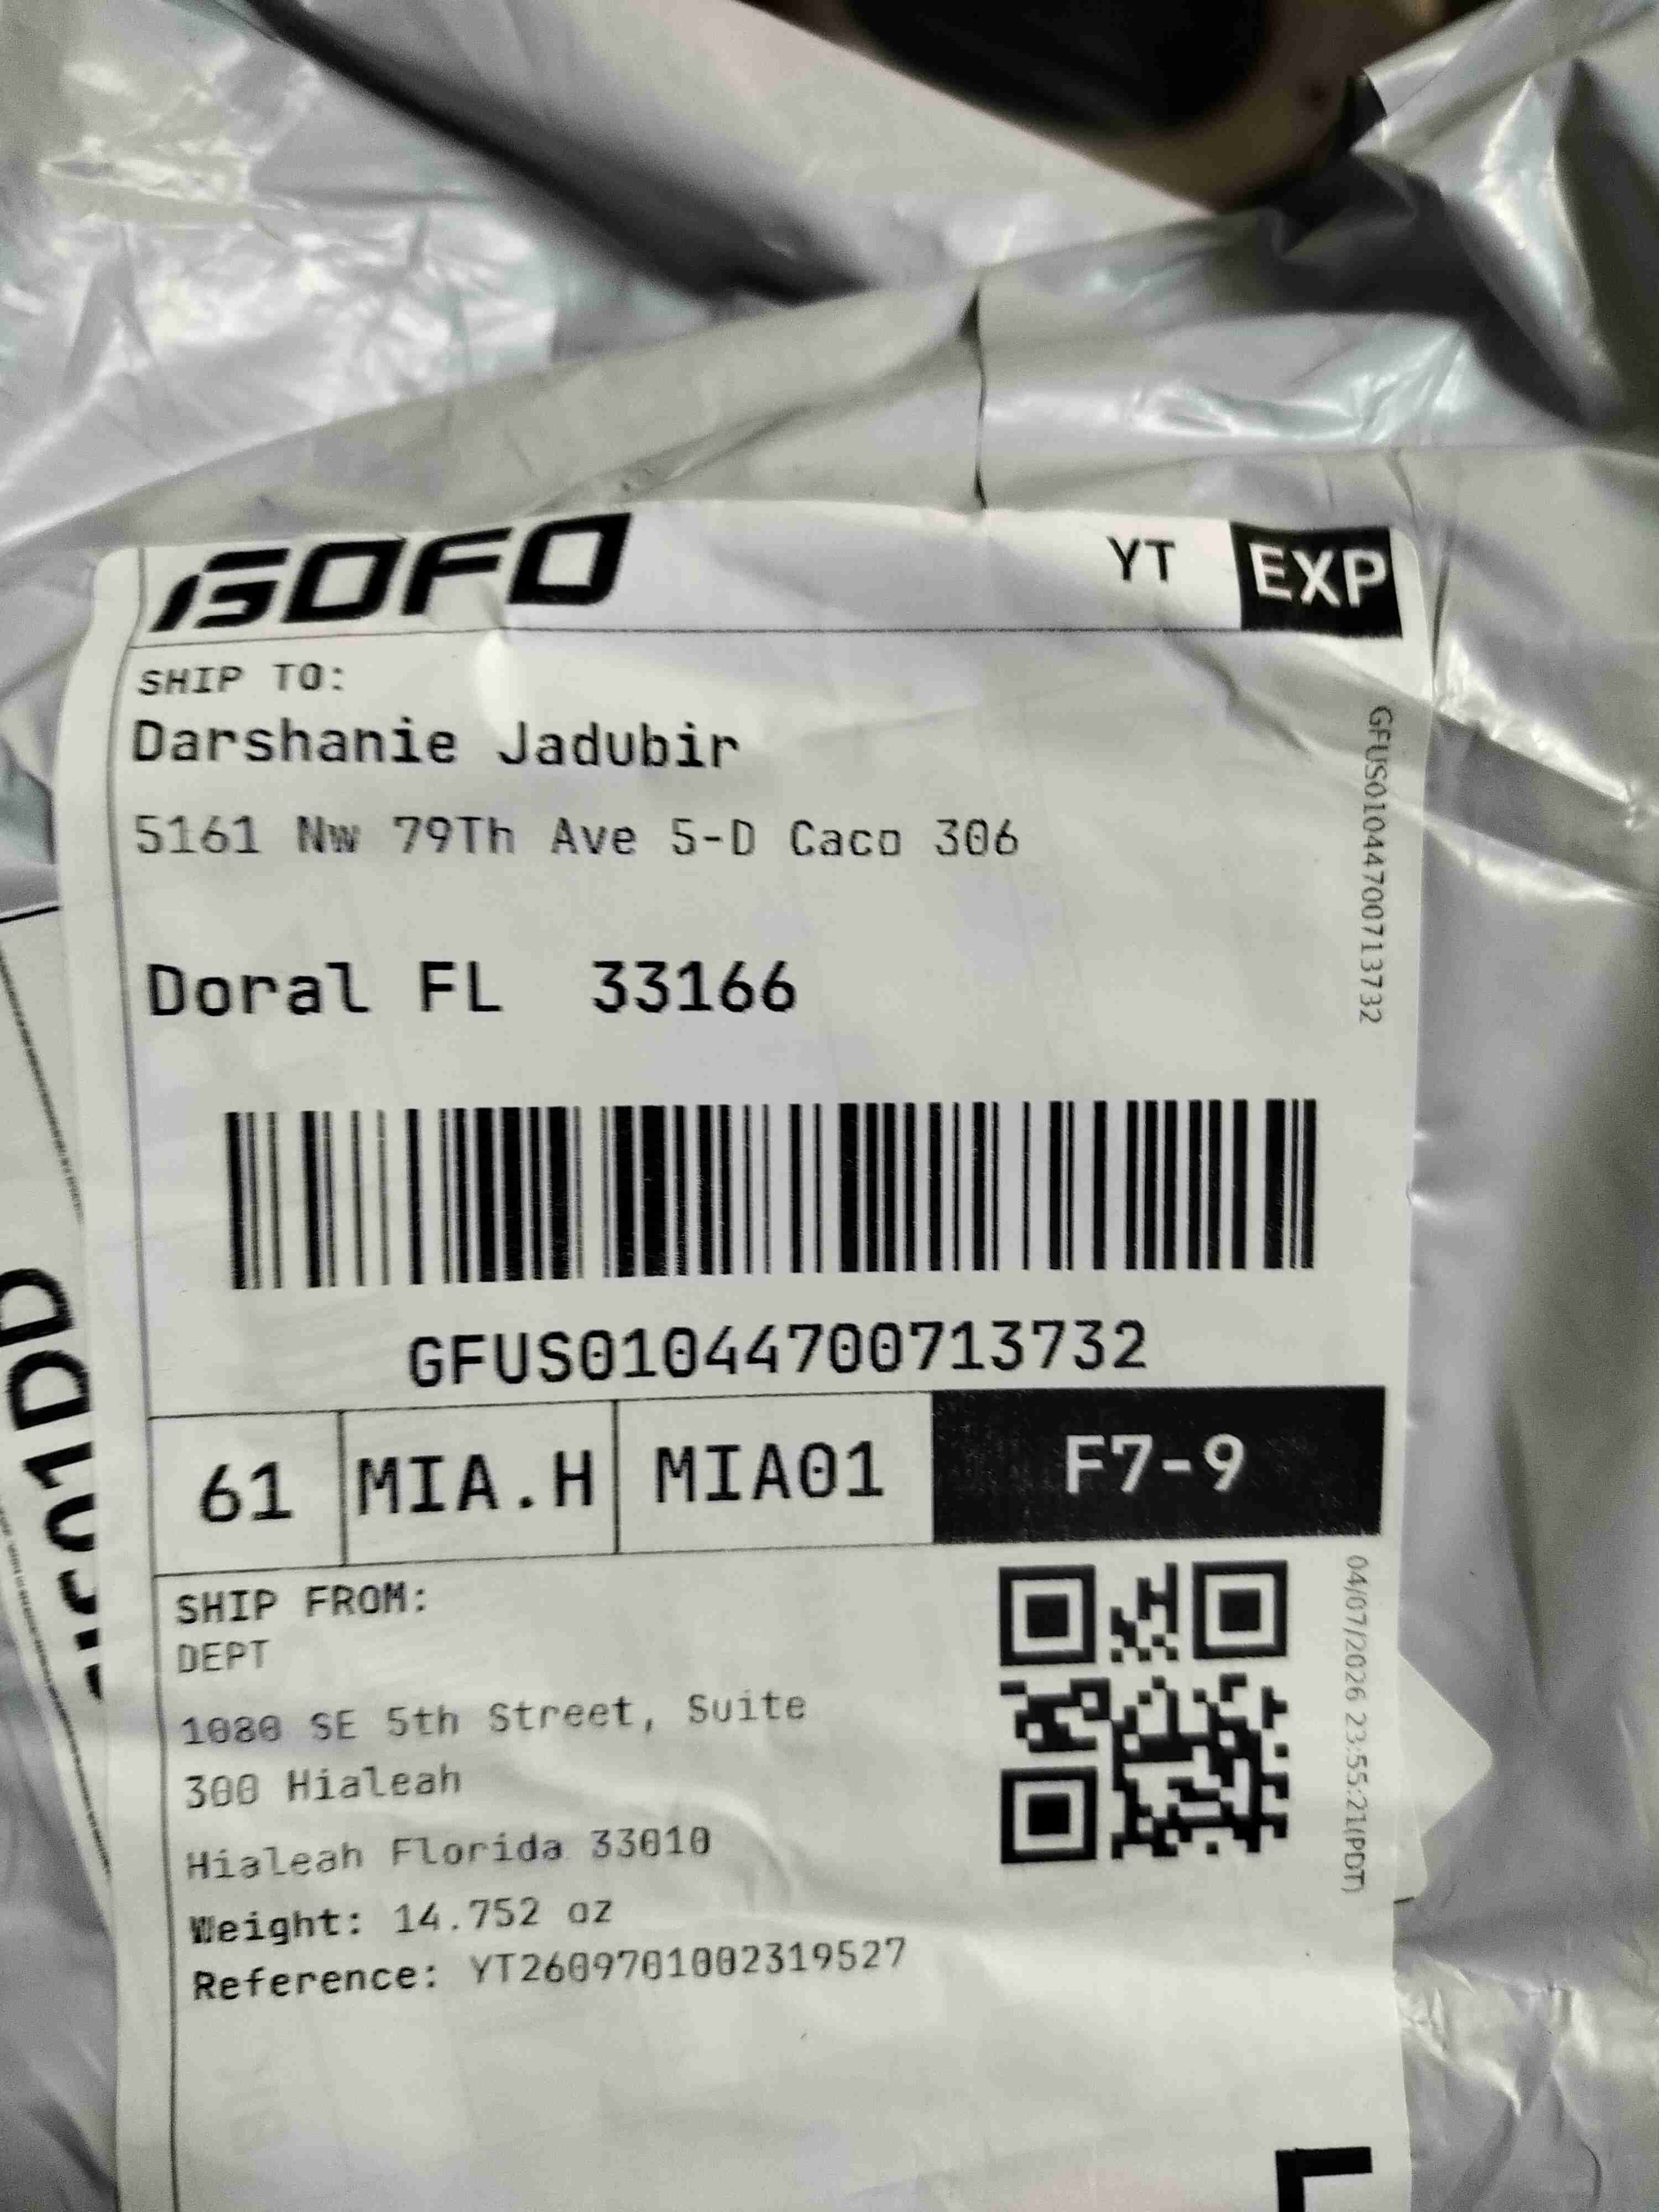 GOFO YT EXP
SHIP TO:
Darshanie Jadubir
5161 Nw 79Th Ave 5-D Caco 306
Doral FL 33166
GFUS01044700713732
GFUS01044700713732
61 MIA.H MIA01 F7-9
SHIP FROM:
DEPT
1080 SE 5th Street, Suite
300 Hialeah
Hialeah Florida 33010
Weight: 14.752 oz
Reference: YT2609701002319527
04/07/2026 23:55:21(PDT)